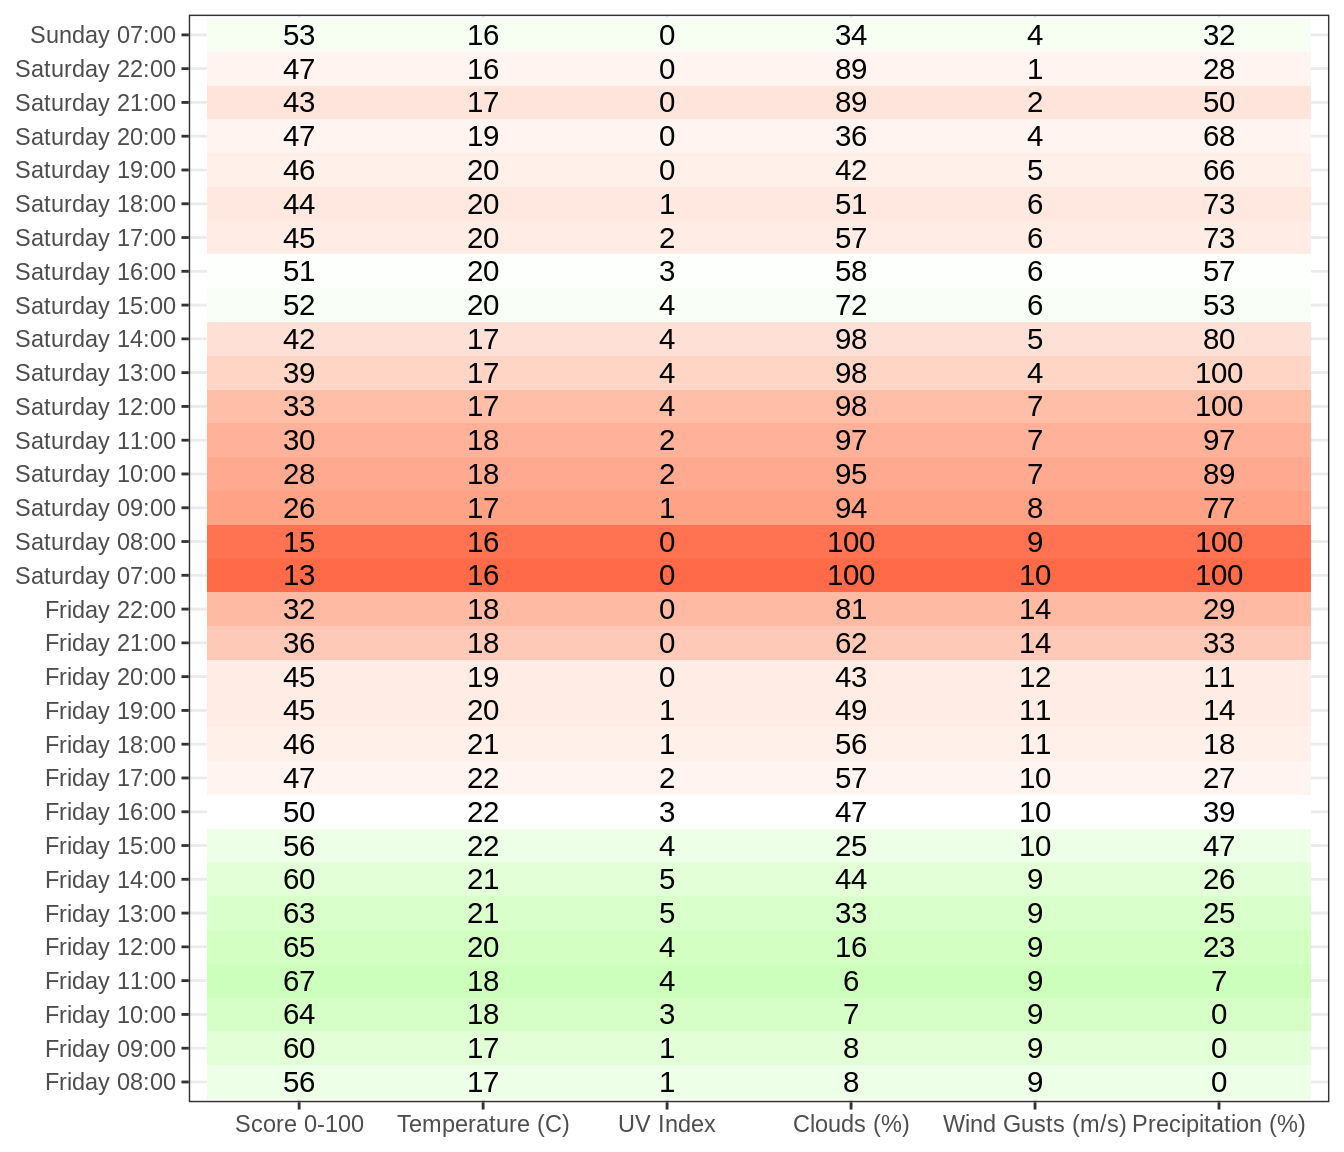 Sunday 07:00 53 16 0 34 4 32
Saturday 22:00 47 16 0 89 1 28
Saturday 21:00 43 17 0 89 2 50
Saturday 20:00 47 19 0 36 4 68
Saturday 19:00 46 20 0 42 5 66
Saturday 18:00 44 20 1 51 6 73
Saturday 17:00 45 20 2 57 6 73
Saturday 16:00 51 20 3 58 6 57
Saturday 15:00 52 20 4 72 6 53
Saturday 14:00 42 17 4 98 5 80
Saturday 13:00 39 17 4 98 4 100
Saturday 12:00 33 17 4 98 7 100
Saturday 11:00 30 18 2 97 7 97
Saturday 10:00 28 18 2 95 7 89
Saturday 09:00 26 17 1 94 8 77
Saturday 08:00 15 16 0 100 9 100
Saturday 07:00 13 16 0 100 10 100
Friday 22:00 32 18 0 81 14 29
Friday 21:00 36 18 0 62 14 33
Friday 20:00 45 19 0 43 12 11
Friday 19:00 45 20 1 49 11 14
Friday 18:00 46 21 1 56 11 18
Friday 17:00 47 22 2 57 10 27
Friday 16:00 50 22 3 47 10 39
Friday 15:00 56 22 4 25 10 47
Friday 14:00 60 21 5 44 9 26
Friday 13:00 63 21 5 33 9 25
Friday 12:00 65 20 4 16 9 23
Friday 11:00 67 18 4 6 9 7
Friday 10:00 64 18 3 7 9 0
Friday 09:00 60 17 1 8 9 0
Friday 08:00 56 17 1 8 9 0
Score 0-100 Temperature (C) UV Index Clouds (%) Wind Gusts (m/s) Precipitation (%)